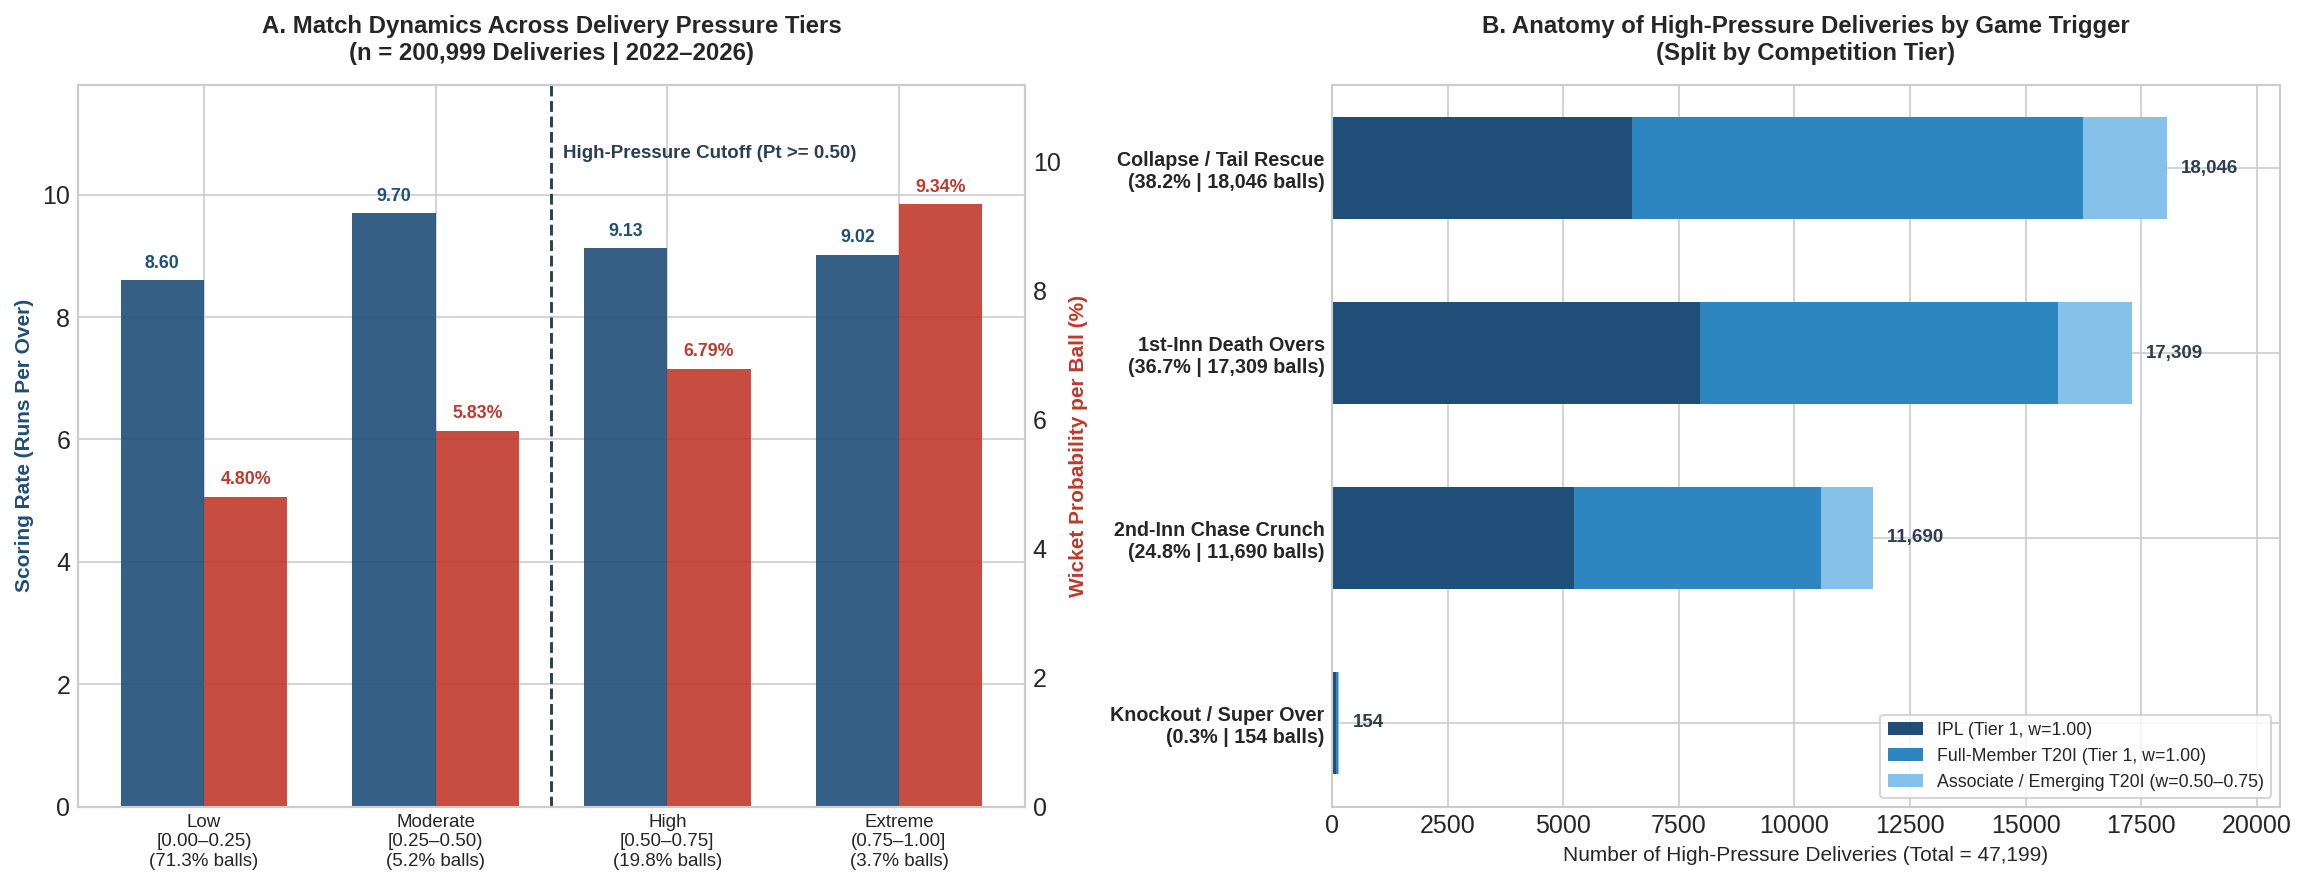 A. Match Dynamics Across Delivery Pressure Tiers
(n = 200,999 Deliveries | 2022–2026)
High-Pressure Cutoff (Pt >= 0.50)
Scoring Rate (Runs Per Over)
10
8
6
4
2
0
8.60
4.80%
9.70
5.83%
9.13
6.79%
9.02
9.34%
10
8
6
4
2
0
Wicket Probability per Ball (%)
Low
[0.00–0.25)
(71.3% balls)
Moderate
[0.25–0.50)
(5.2% balls)
High
[0.50–0.75]
(19.8% balls)
Extreme
(0.75–1.00]
(3.7% balls)
B. Anatomy of High-Pressure Deliveries by Game Trigger
(Split by Competition Tier)
Collapse / Tail Rescue
(38.2% | 18,046 balls)
18,046
1st-Inn Death Overs
(36.7% | 17,309 balls)
17,309
2nd-Inn Chase Crunch
(24.8% | 11,690 balls)
11,690
Knockout / Super Over
(0.3% | 154 balls)
154
IPL (Tier 1, w=1.00)
Full-Member T20I (Tier 1, w=1.00)
Associate / Emerging T20I (w=0.50–0.75)
0
2500
5000
7500
10000
12500
15000
17500
20000
Number of High-Pressure Deliveries (Total = 47,199)